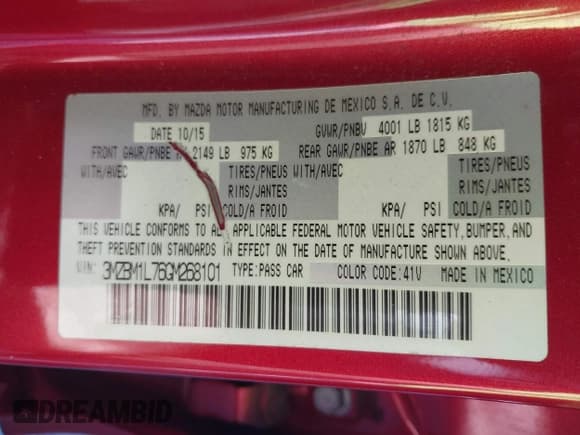 MFD. BY MAZDA MOTOR MANUFACTURING DE MEXICO S.A. DE C.V.
DATE 10/15 GVWR/PNBV 4001 LB 1815 KG
FRONT GAWR/PNBE 2149 LB 975 KG REAR GAWR/PNBE AR 1870 LB 848 KG
WITH/AVEC TIRES/PNEUS WITH/AVEC TIRES/PNEUS
RIMS/JANTES RIMS/JANTES
KPA/ PSI COLD/A FROID KPA/ PSI COLD/A FROID
THIS VEHICLE CONFORMS TO ALL APPLICABLE FEDERAL MOTOR VEHICLE SAFETY, BUMPER, AND
THEFT PREVENTION STANDARDS IN EFFECT ON THE DATE OF MANUFACTURE SHOWN ABOVE.
VIN: 3MZBM1L76GM268101 TYPE:PASS CAR COLOR CODE:41V MADE IN MEXICO
DREAMBID